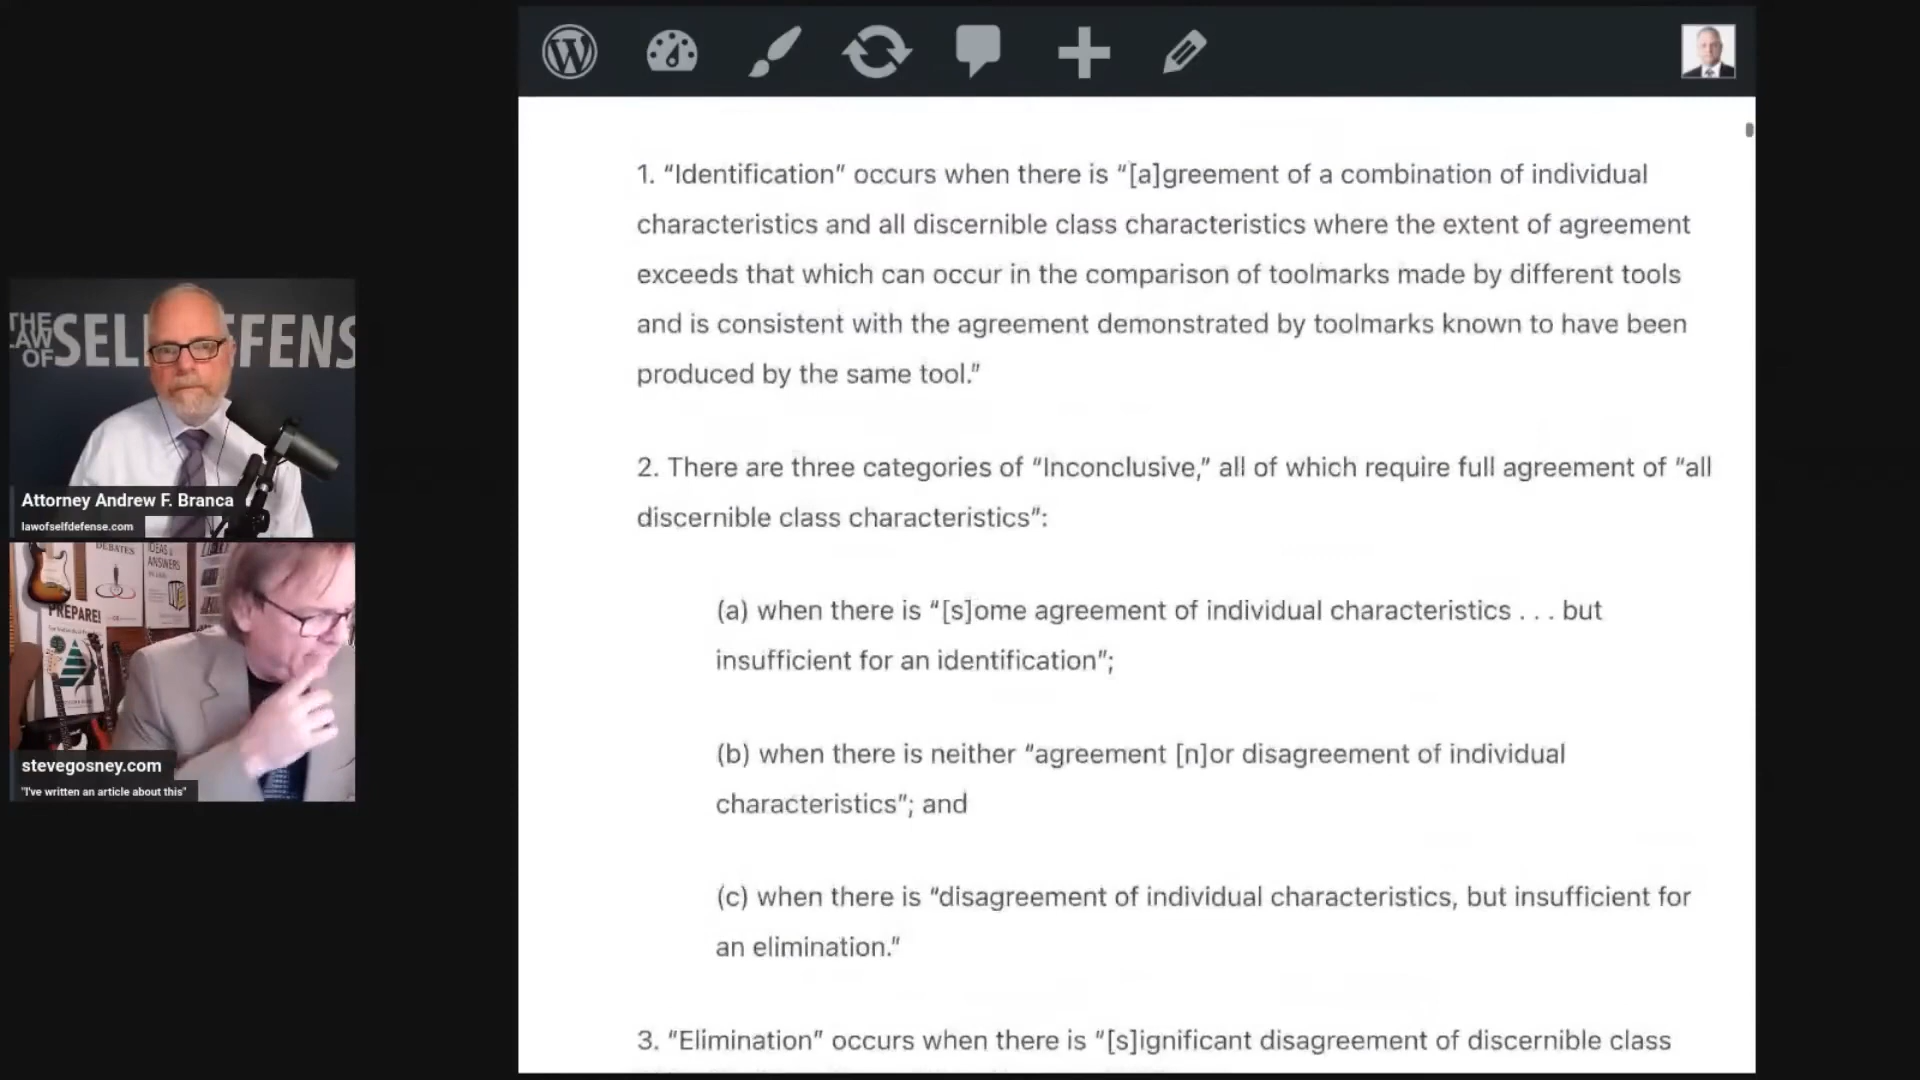 1. “Identification” occurs when there is “[a]greement of a combination of individual
characteristics and all discernible class characteristics where the extent of agreement
exceeds that which can occur in the comparison of toolmarks made by different tools
and is consistent with the agreement demonstrated by toolmarks known to have been
produced by the same tool.”
2. There are three categories of “Inconclusive,” all of which require full agreement of “all
discernible class characteristics”:
(a) when there is “[s]ome agreement of individual characteristics . . . but
insufficient for an identification”;
(b) when there is neither “agreement [n]or disagreement of individual
characteristics”; and
(c) when there is “disagreement of individual characteristics, but insufficient for
an elimination.”
3. “Elimination” occurs when there is “[s]ignificant disagreement of discernible class
THE
LAW
OF
Attorney Andrew F. Branca
lawofselfdefense.com
DEBATES
IDEAS &
ANSWERS
PREPARE!
stevegosney.com
"I've written an article about this"